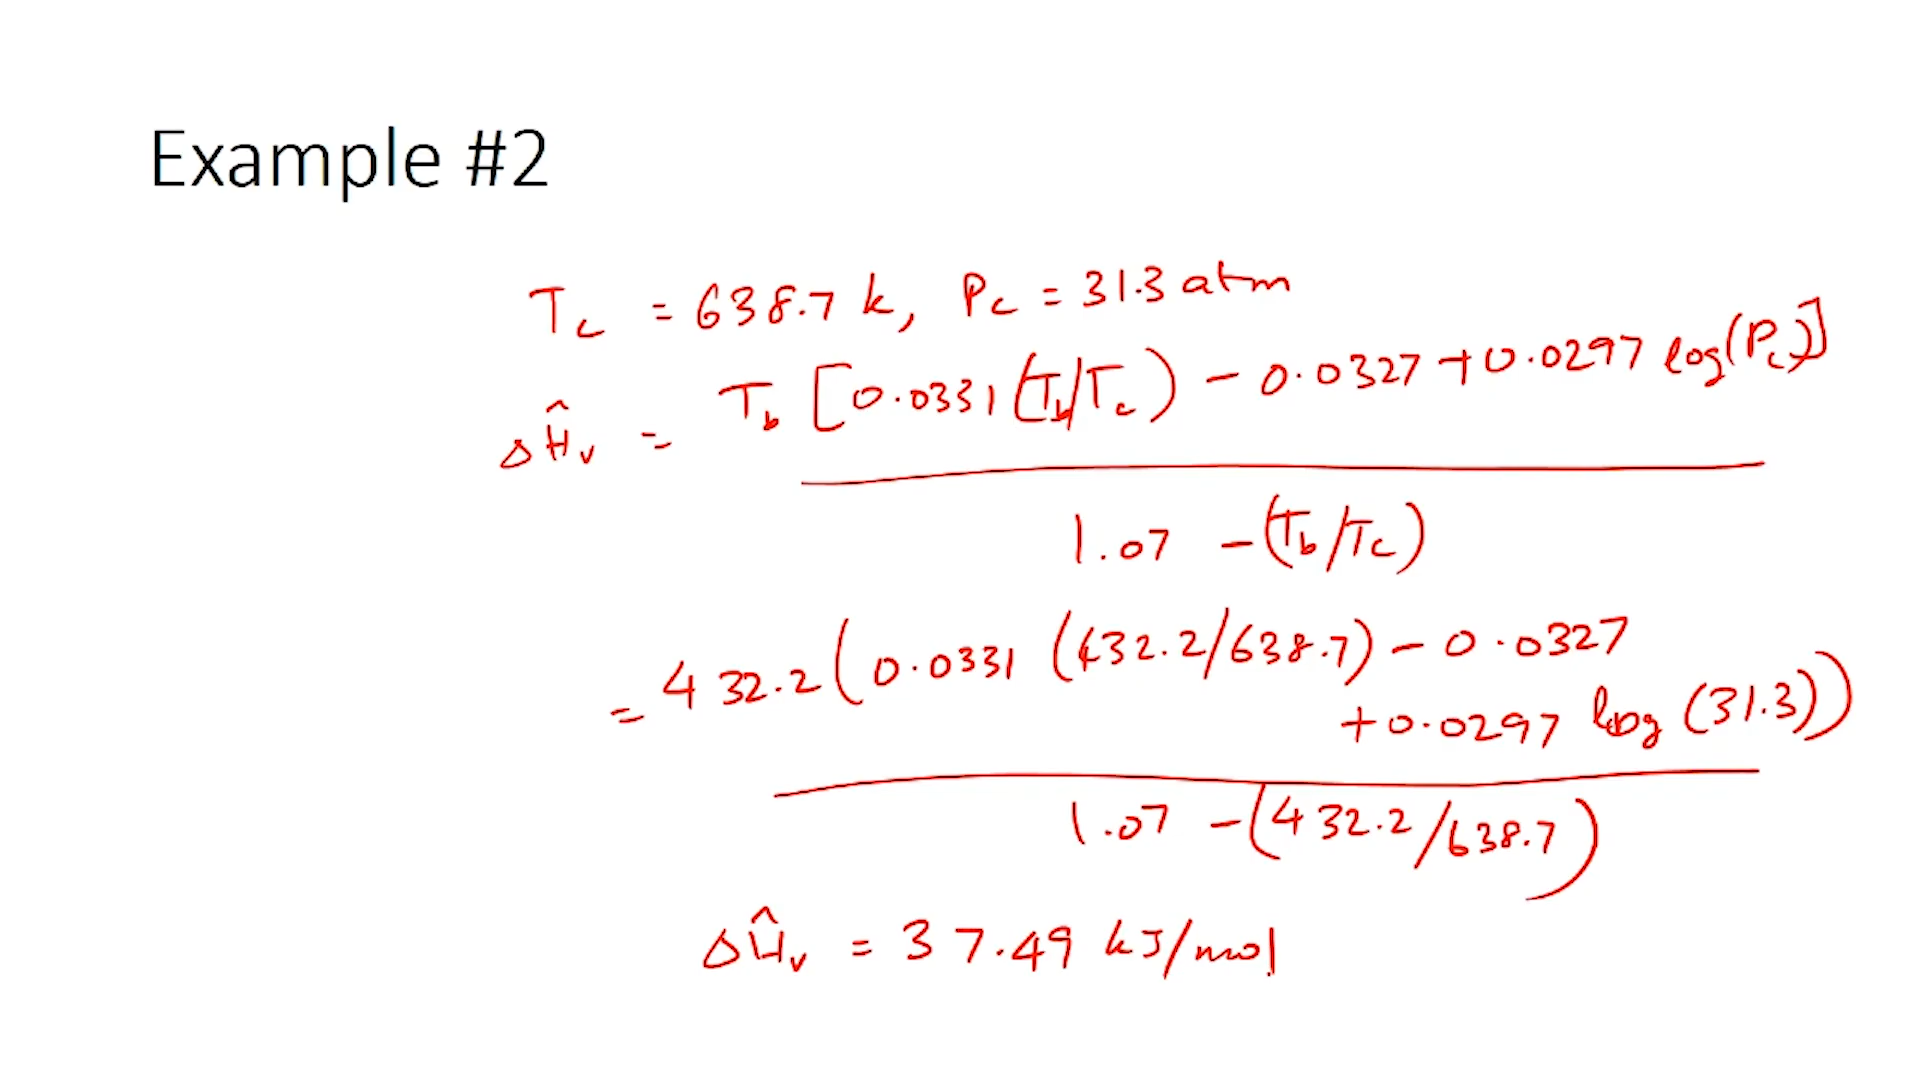 Example #2
Tc = 638.7 k, Pc = 31.3 atm
ΔĤv = Tb [0.0331 (Tb/Tc) - 0.0327 + 0.0297 log(Pc)]
1.07 - (Tb/Tc)
= 432.2 (0.0331 (432.2/638.7) - 0.0327
+ 0.0297 log (31.3))
1.07 - (432.2/638.7)
ΔĤv = 37.49 kJ/mol